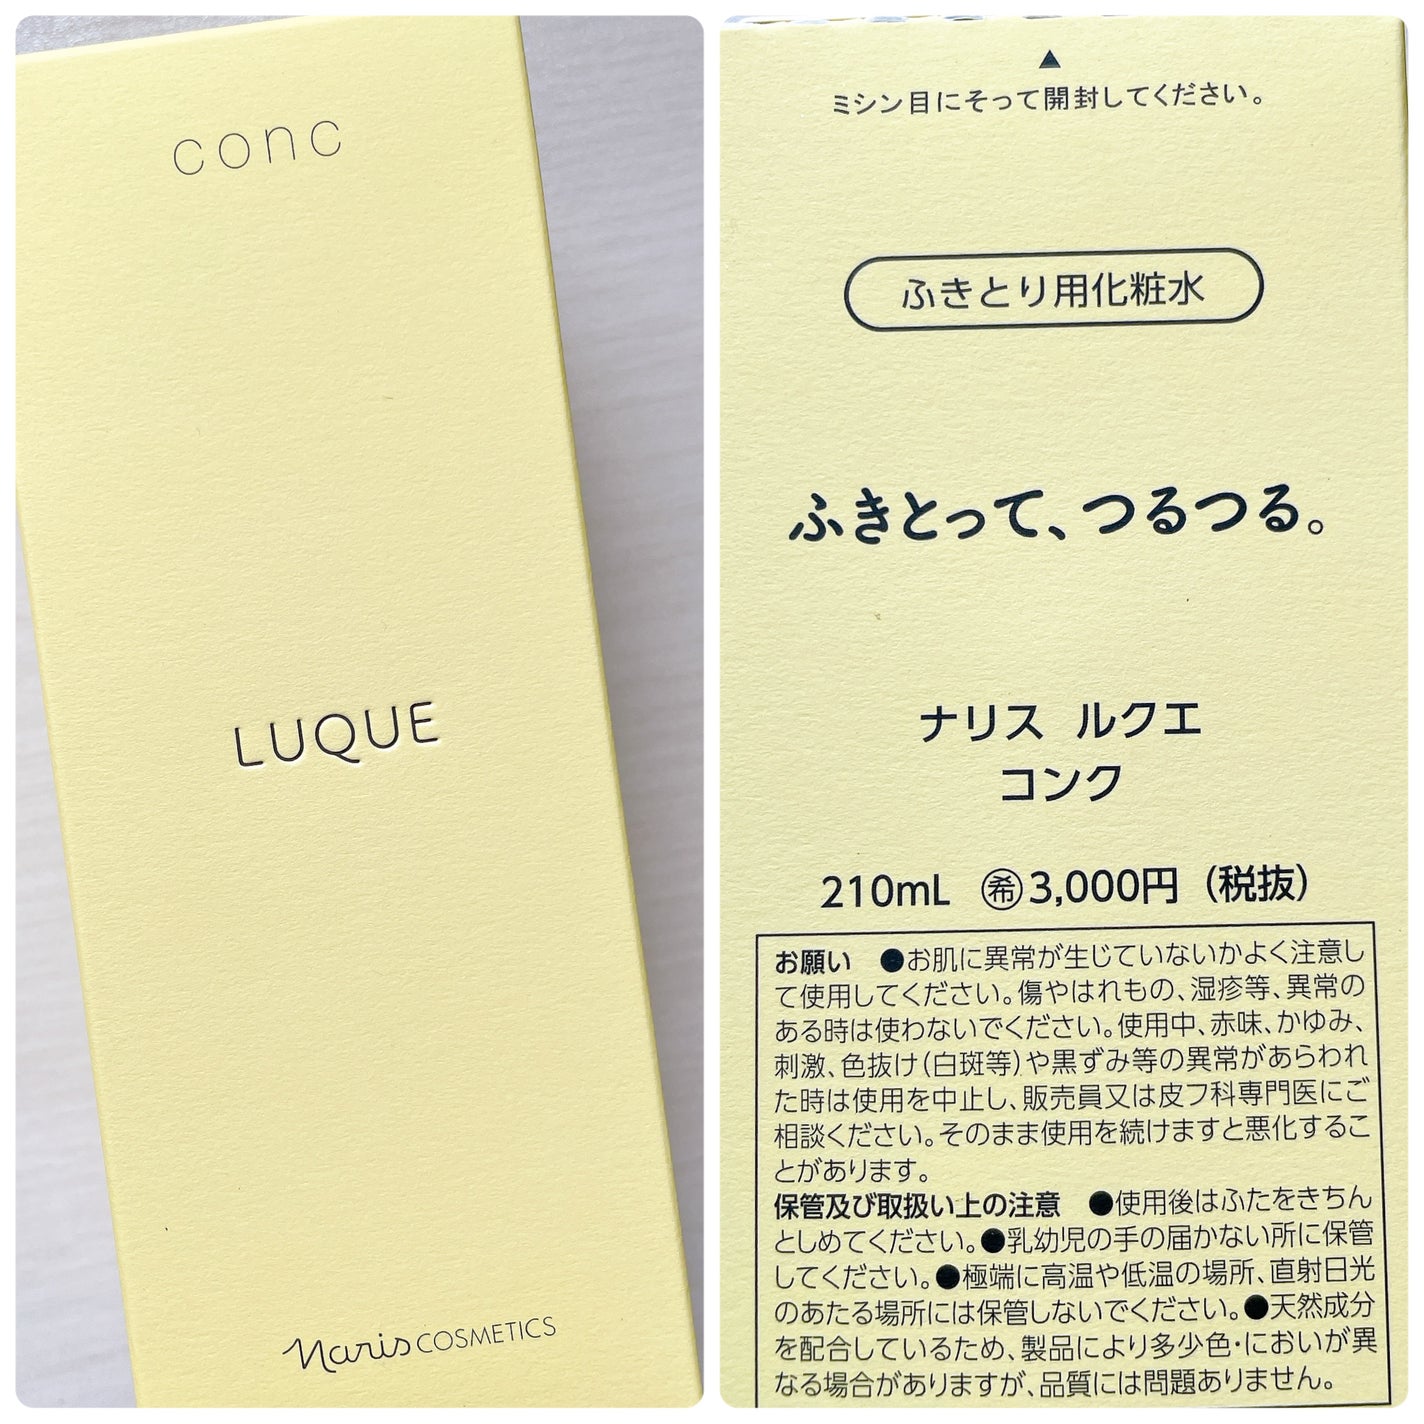 conc
LUQUE
Naris COSMETICS
▲
ミシン目にそって開封してください。
ふきとり用化粧水
ふきとって、つるつる。
ナリス ルクエ
コンク
210mL ㊕3,000円（税抜）
お願い ●お肌に異常が生じていないかよく注意し
て使用してください。傷やはれもの、湿疹等、異常の
ある時は使わないでください。使用中、赤味、かゆみ、
刺激、色抜け（白斑等）や黒ずみ等の異常があらわれ
た時は使用を中止し、販売員又は皮フ科専門医にご
相談ください。そのまま使用を続けますと悪化するこ
とがあります。
保管及び取扱い上の注意 ●使用後はふたをきちん
としめてください。●乳幼児の手の届かない所に保管
してください。●極端に高温や低温の場所、直射日光
のあたる場所には保管しないでください。●天然成分
を配合しているため、製品により多少色・においが異
なる場合がありますが、品質には問題ありません。